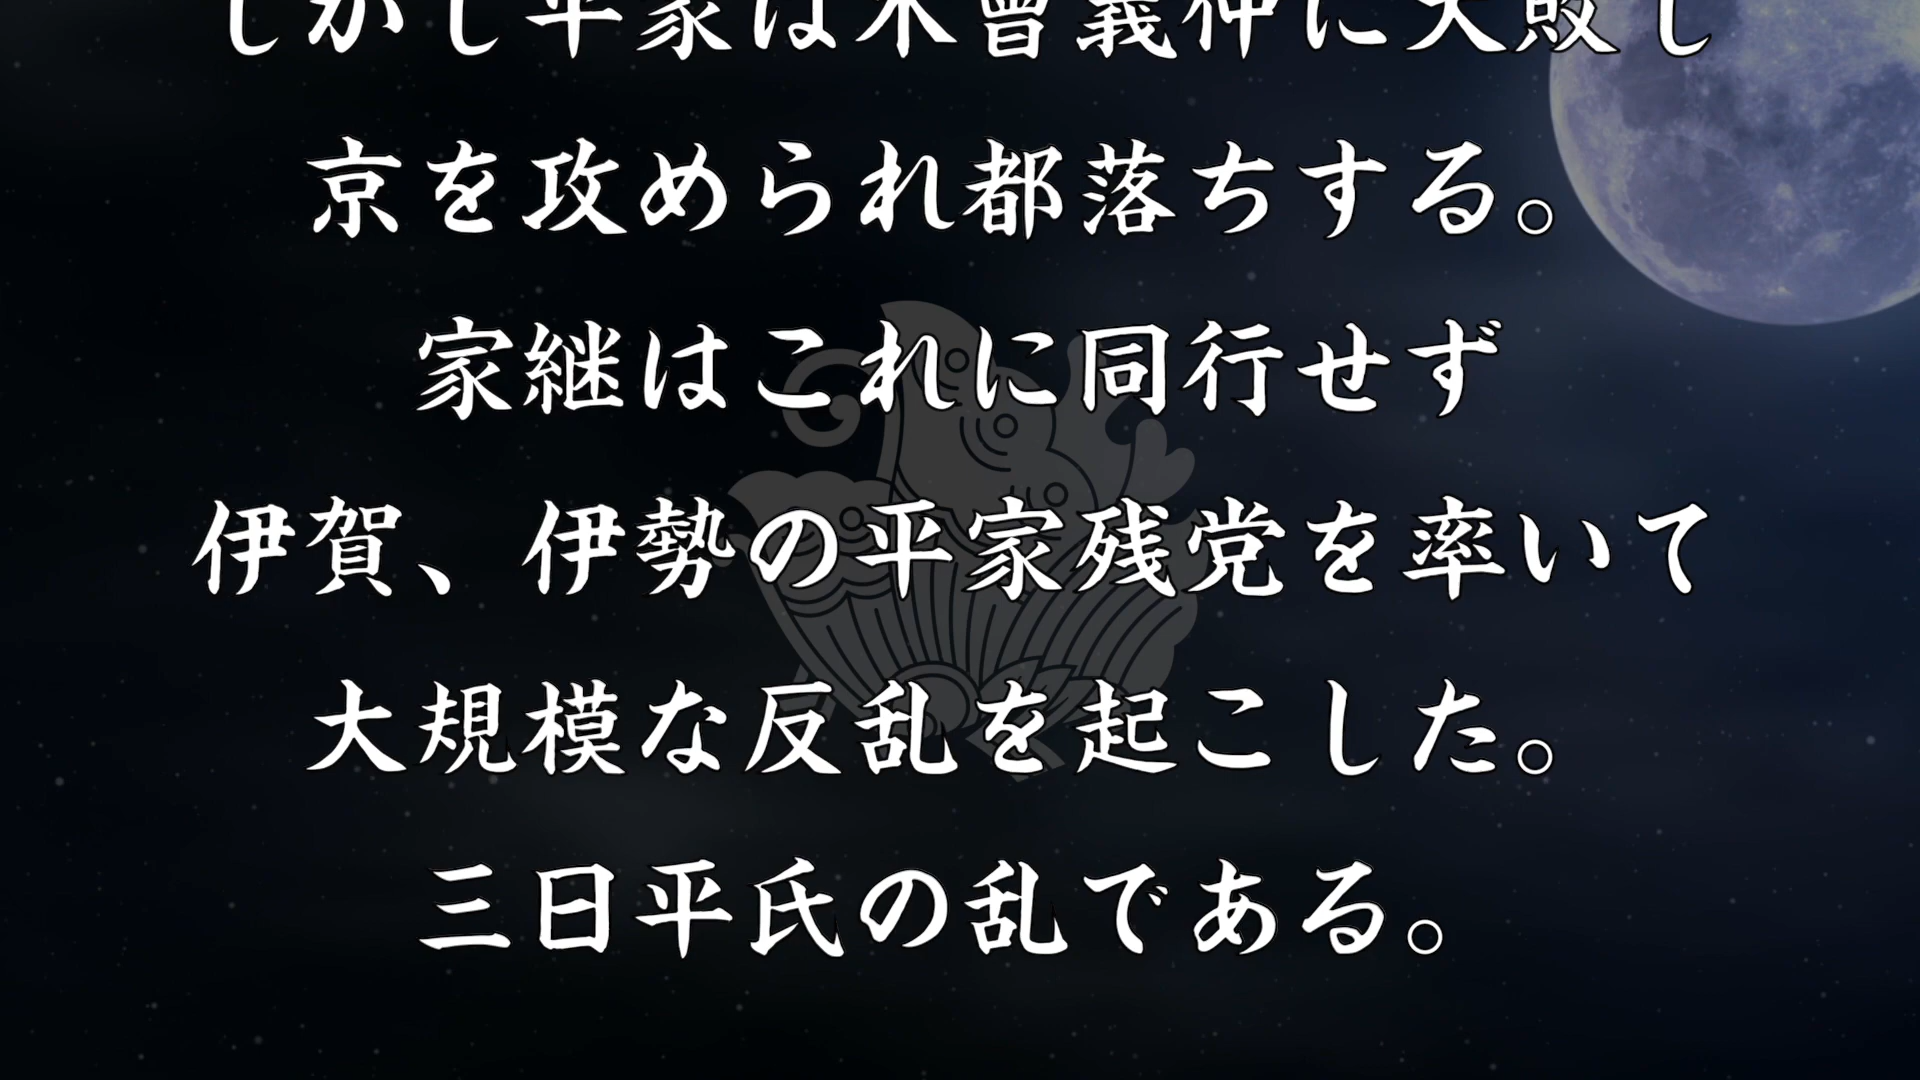 しかし平家は木曽義仲に大敗し
京を攻められ都落ちする。
家継はこれに同行せず
伊賀、伊勢の平家残党を率いて
大規模な反乱を起こした。
三日平氏の乱である。